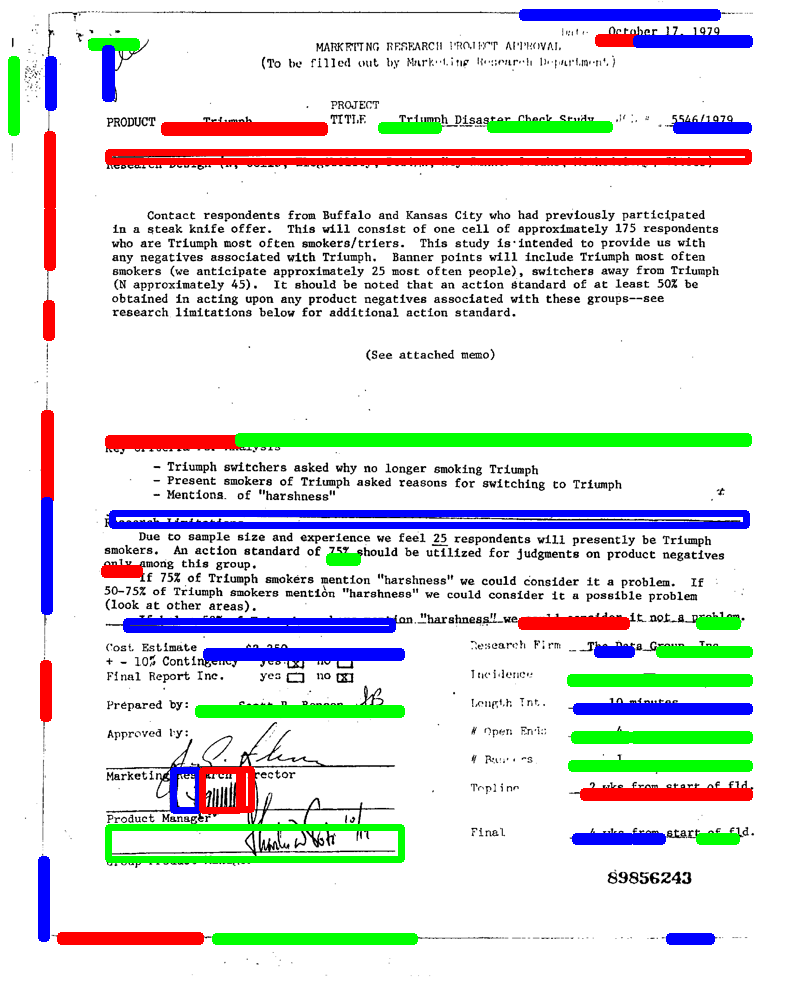 Date October 17, 1979
MARKETING RESEARCH PROJECT APPROVAL
(To be filled out by Marketing Research Department)
PROJECT
PRODUCT Triumph TITLE Triumph Disaster Check Study 5546/1979
Research Design
Contact respondents from Buffalo and Kansas City who had previously participated
in a steak knife offer. This will consist of one cell of approximately 175 respondents
who are Triumph most often smokers/triers. This study is intended to provide us with
any negatives associated with Triumph. Banner points will include Triumph most often
smokers (we anticipate approximately 25 most often people), switchers away from Triumph
(N approximately 45). It should be noted that an action standard of at least 50% be
obtained in acting upon any product negatives associated with these groups--see
research limitations below for additional action standard.
(See attached memo)
Key Criteria for Analysis
- Triumph switchers asked why no longer smoking Triumph
- Present smokers of Triumph asked reasons for switching to Triumph
- Mentions of "harshness"
Research Limitations
Due to sample size and experience we feel 25 respondents will presently be Triumph
smokers. An action standard of 75% should be utilized for judgments on product negatives
only among this group.
If 75% of Triumph smokers mention "harshness" we could consider it a problem. If
50-75% of Triumph smokers mention "harshness" we could consider it a possible problem
(look at other areas).
mention "harshness" we could consider it not a problem.
Cost Estimate Research Firm The Data Group, Inc.
+ - 10% Contingency yes no
Final Report Inc. yes no Incidence
Prepared by: Length Int. 10 minutes
Approved by: # Open Ends
# Banners 1
Marketing Research Director Topline 2 wks from start of fld.
Product Manager
Final 4 wks from start of fld.
Group Product Manager
89856243